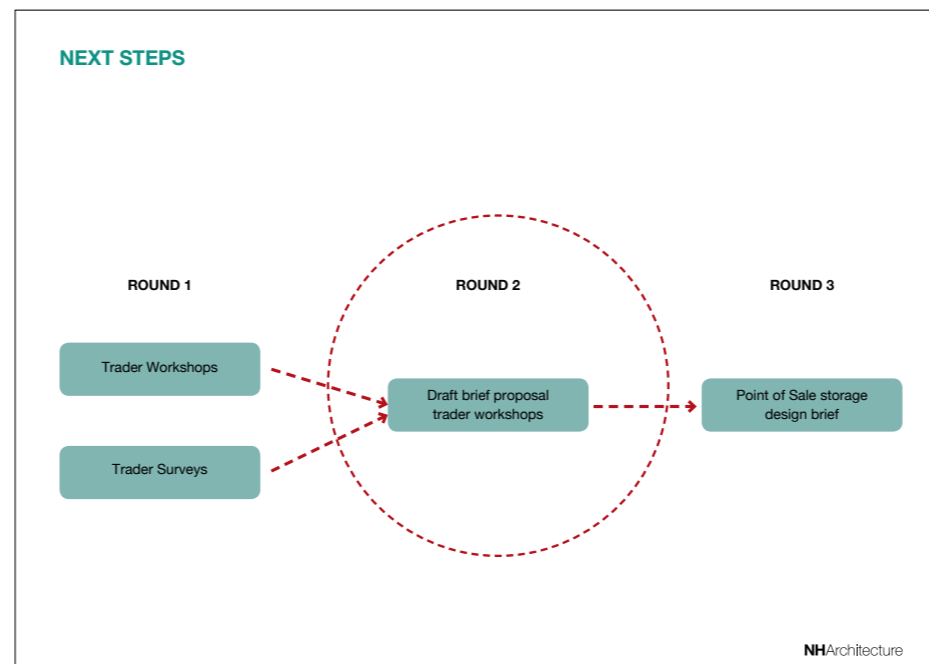 NEXT STEPS
ROUND 1
ROUND 2
ROUND 3
Trader Workshops
Trader Surveys
Draft brief proposal
trader workshops
Point of Sale storage
design brief
NHArchitecture